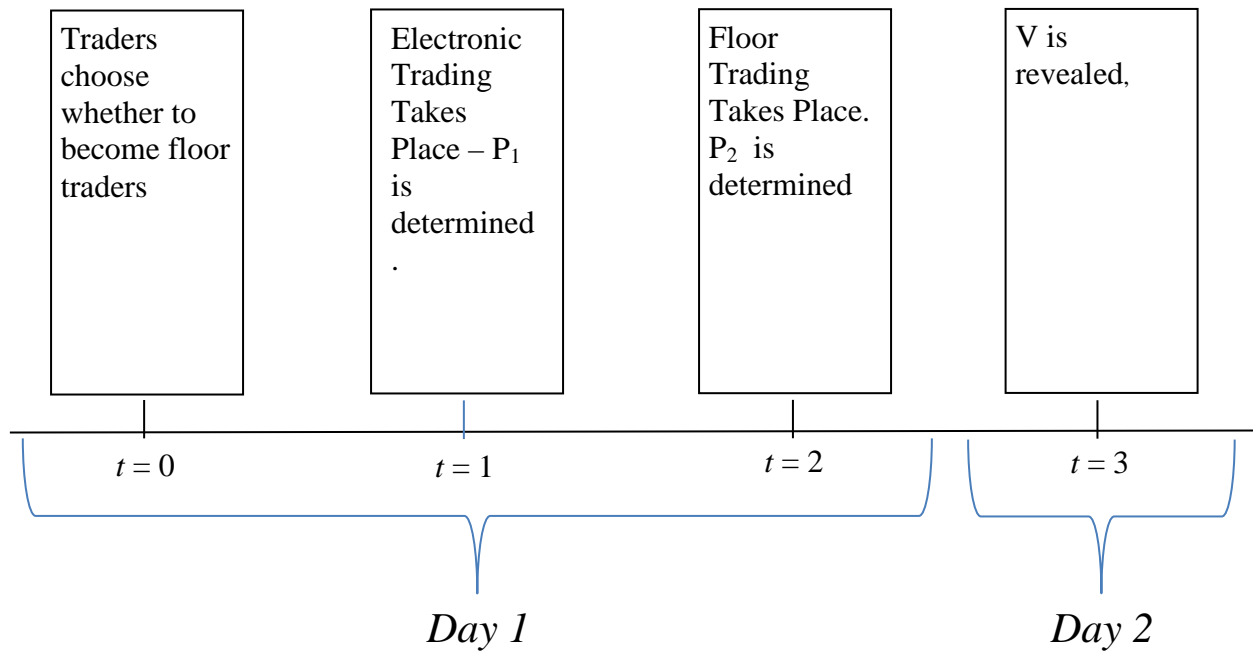 Traders
choose
whether to
become floor
traders
Electronic
Trading
Takes
Place – P₁
is
determined
.
Floor
Trading
Takes Place.
P₂ is
determined
V is
revealed,
t = 0
t = 1
t = 2
t = 3
Day 1
Day 2